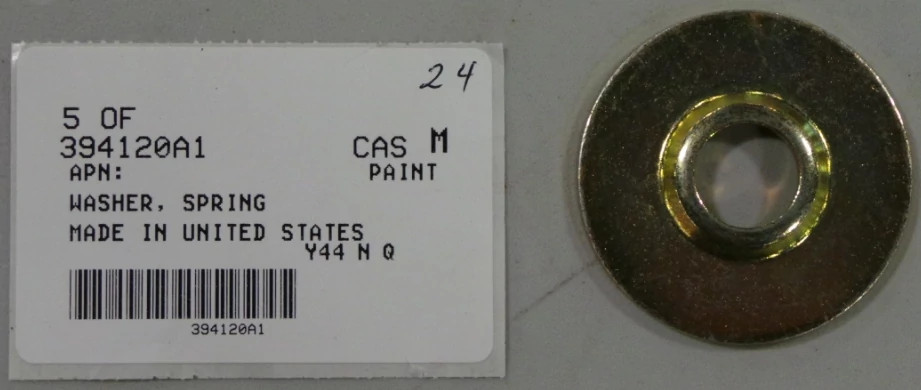 24
5 OF
394120A1 CAS M
APN: PAINT
WASHER, SPRING
MADE IN UNITED STATES
Y44 N Q
394120A1